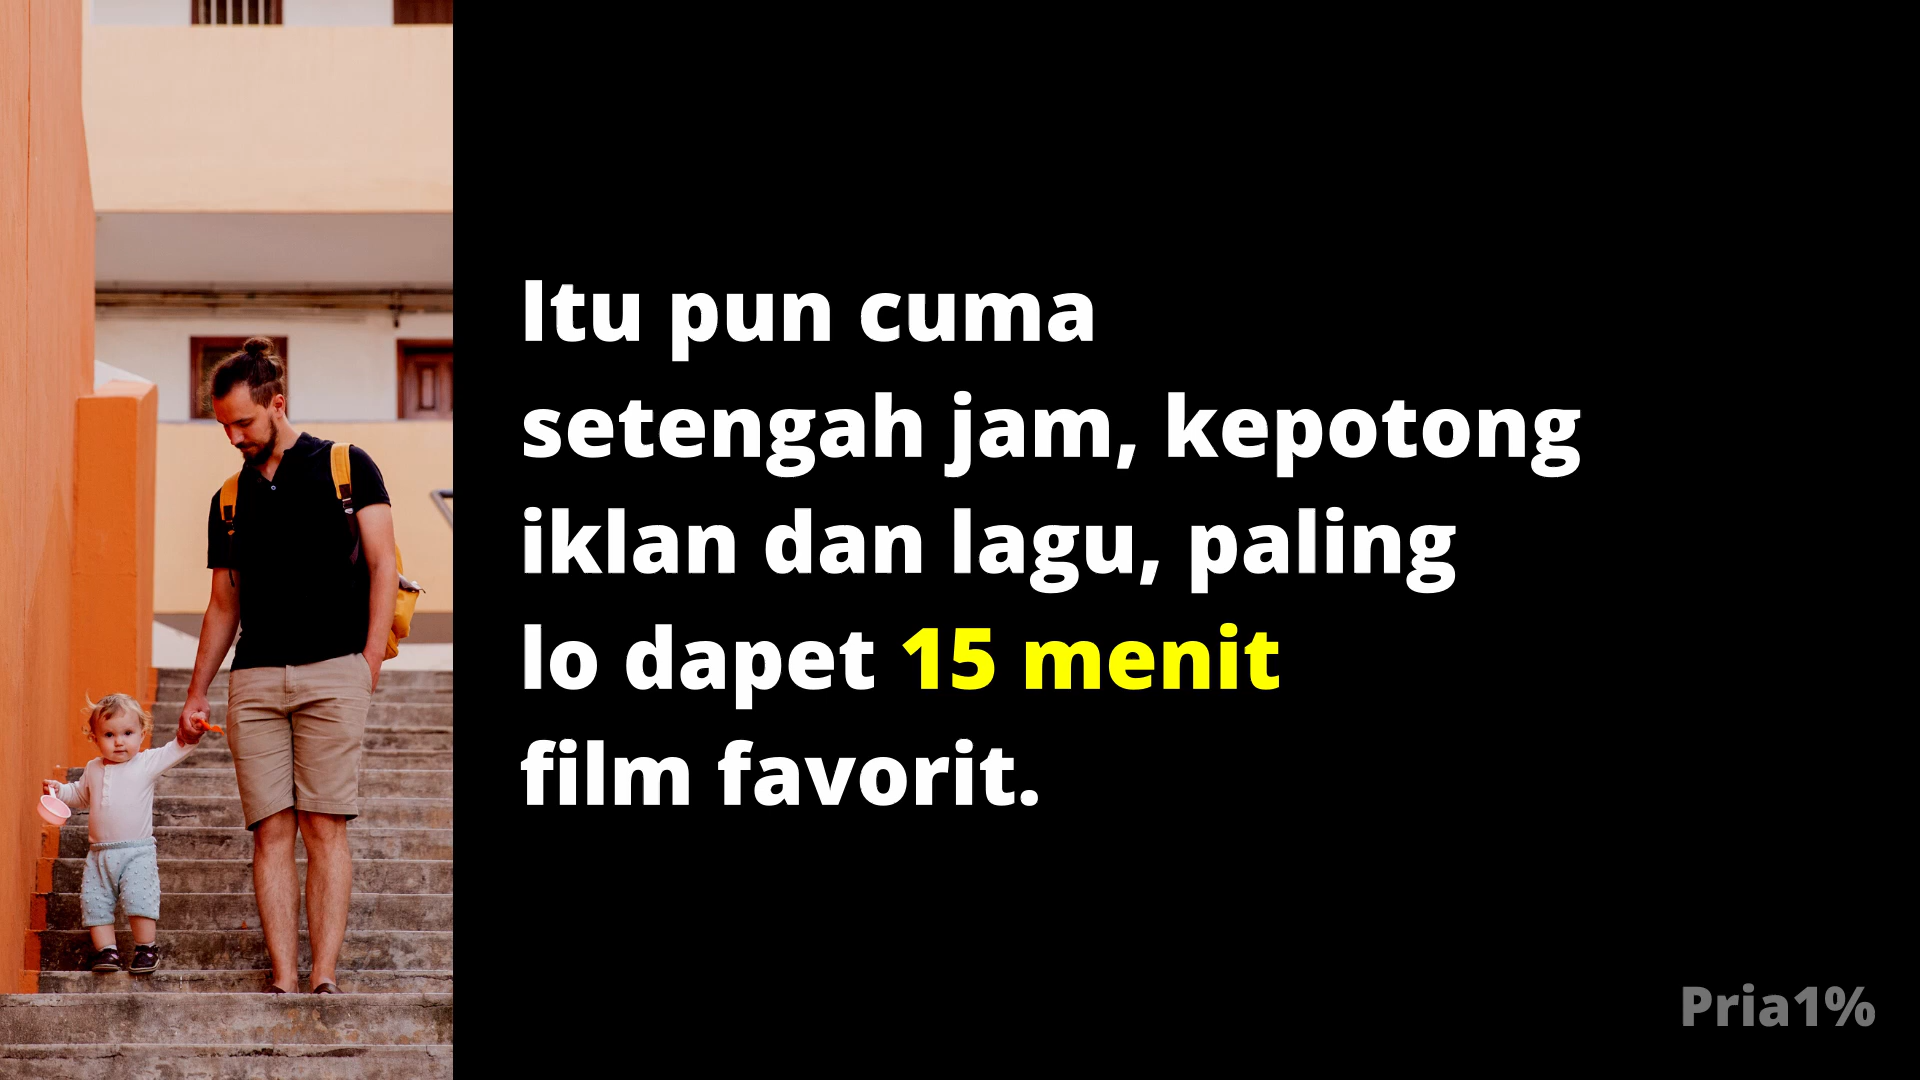 Itu pun cuma
setengah jam, kepotong
iklan dan lagu, paling
lo dapet 15 menit
film favorit.
Pria1%